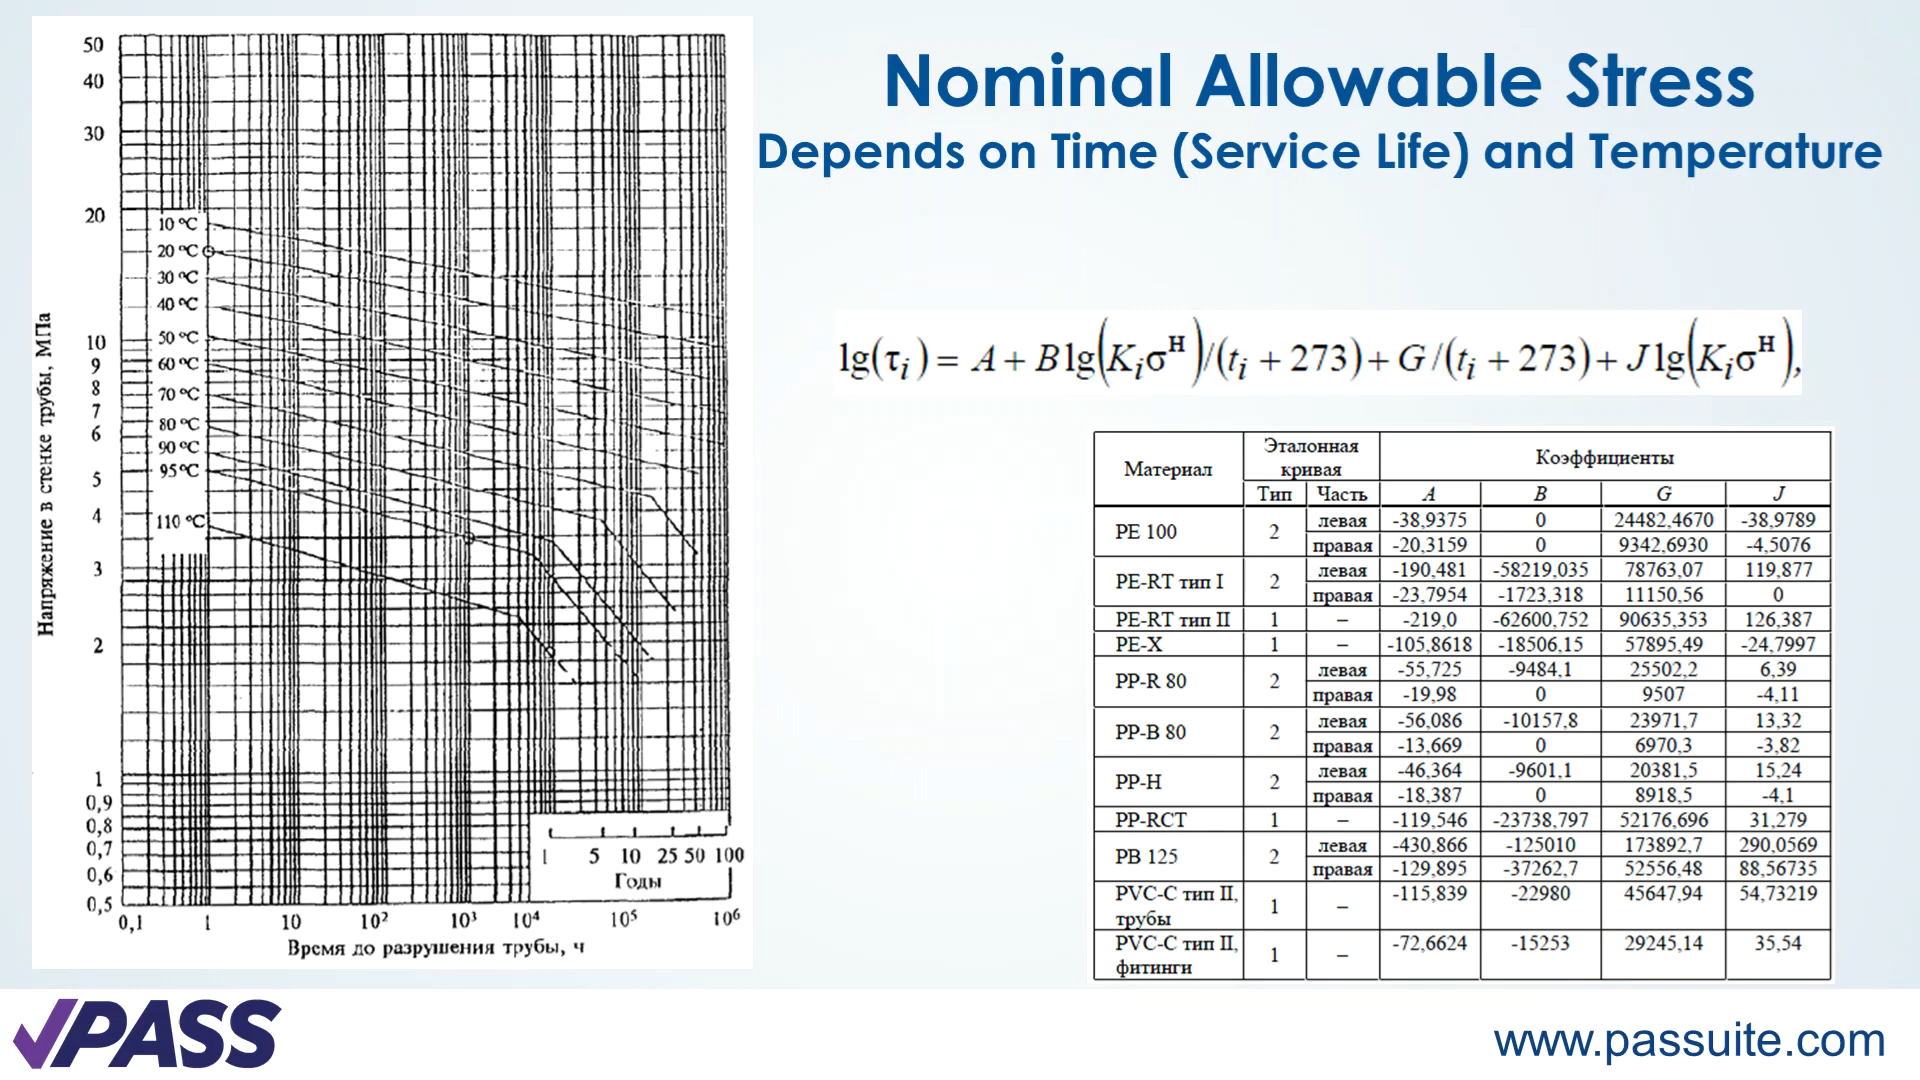 Nominal Allowable Stress
Depends on Time (Service Life) and Temperature
50
40
30
20
10
9
8
7
6
5
4
3
2
1
0,9
0,8
0,7
0,6
0,5
Напряжение в стенке трубы, МПа
10 ºC
20 ºC
30 ºC
40 ºC
50 ºC
60 ºC
70 ºC
80 ºC
90 ºC
95ºC
110 ºC
1 5 10 25 50 100
Годы
0,1 1 10 10² 10³ 10⁴ 10⁵ 10⁶
Время до разрушения трубы, ч
lg(τi) = A + B lg(Kiσᴴ)/(ti + 273) + G/(ti + 273) + J lg(Kiσᴴ),
Материал Эталонная кривая Коэффициенты
Тип Часть A B G J
PE 100 2 левая -38,9375 0 24482,4670 -38,9789
правая -20,3159 0 9342,6930 -4,5076
PE-RT тип I 2 левая -190,481 -58219,035 78763,07 119,877
правая -23,7954 -1723,318 11150,56 0
PE-RT тип II 1 – -219,0 -62600,752 90635,353 126,387
PE-X 1 – -105,8618 -18506,15 57895,49 -24,7997
PP-R 80 2 левая -55,725 -9484,1 25502,2 6,39
правая -19,98 0 9507 -4,11
PP-B 80 2 левая -56,086 -10157,8 23971,7 13,32
правая -13,669 0 6970,3 -3,82
PP-H 2 левая -46,364 -9601,1 20381,5 15,24
правая -18,387 0 8918,5 -4,1
PP-RCT 1 – -119,546 -23738,797 52176,696 31,279
PB 125 2 левая -430,866 -125010 173892,7 290,0569
правая -129,895 -37262,7 52556,48 88,56735
PVC-C тип II, трубы 1 – -115,839 -22980 45647,94 54,73219
PVC-C тип II, фитинги 1 – -72,6624 -15253 29245,14 35,54
PASS
www.passuite.com